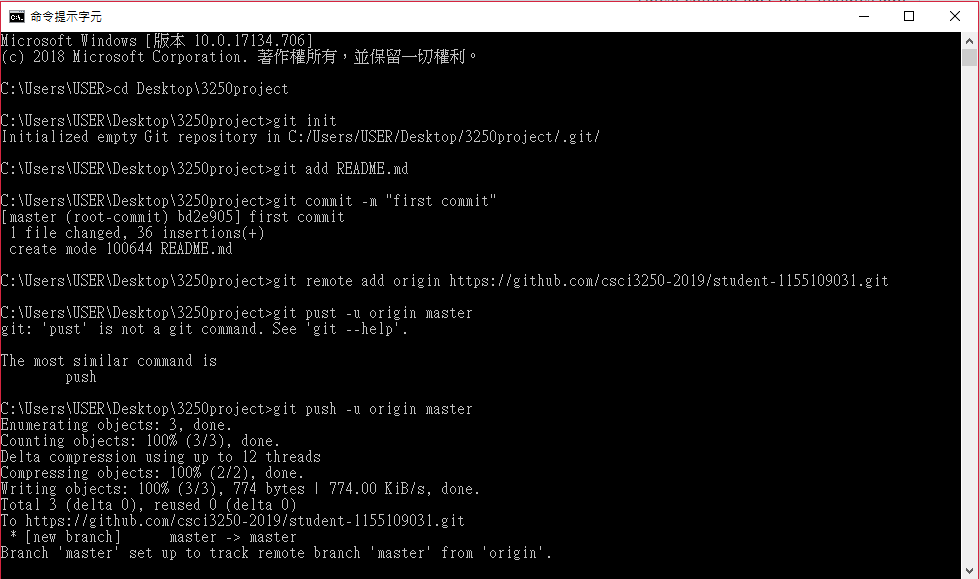 命令提示字元
Microsoft Windows [版本 10.0.17134.706]
(c) 2018 Microsoft Corporation. 著作權所有，並保留一切權利。
C:\Users\USER>cd Desktop\3250project
C:\Users\USER\Desktop\3250project>git init
Initialized empty Git repository in C:/Users/USER/Desktop/3250project/.git/
C:\Users\USER\Desktop\3250project>git add README.md
C:\Users\USER\Desktop\3250project>git commit -m "first commit"
[master (root-commit) bd2e905] first commit
 1 file changed, 36 insertions(+)
 create mode 100644 README.md
C:\Users\USER\Desktop\3250project>git remote add origin https://github.com/csci3250-2019/student-1155109031.git
C:\Users\USER\Desktop\3250project>git pust -u origin master
git: 'pust' is not a git command. See 'git --help'.
The most similar command is
        push
C:\Users\USER\Desktop\3250project>git push -u origin master
Enumerating objects: 3, done.
Counting objects: 100% (3/3), done.
Delta compression using up to 12 threads
Compressing objects: 100% (2/2), done.
Writing objects: 100% (3/3), 774 bytes | 774.00 KiB/s, done.
Total 3 (delta 0), reused 0 (delta 0)
To https://github.com/csci3250-2019/student-1155109031.git
 * [new branch]      master -> master
Branch 'master' set up to track remote branch 'master' from 'origin'.